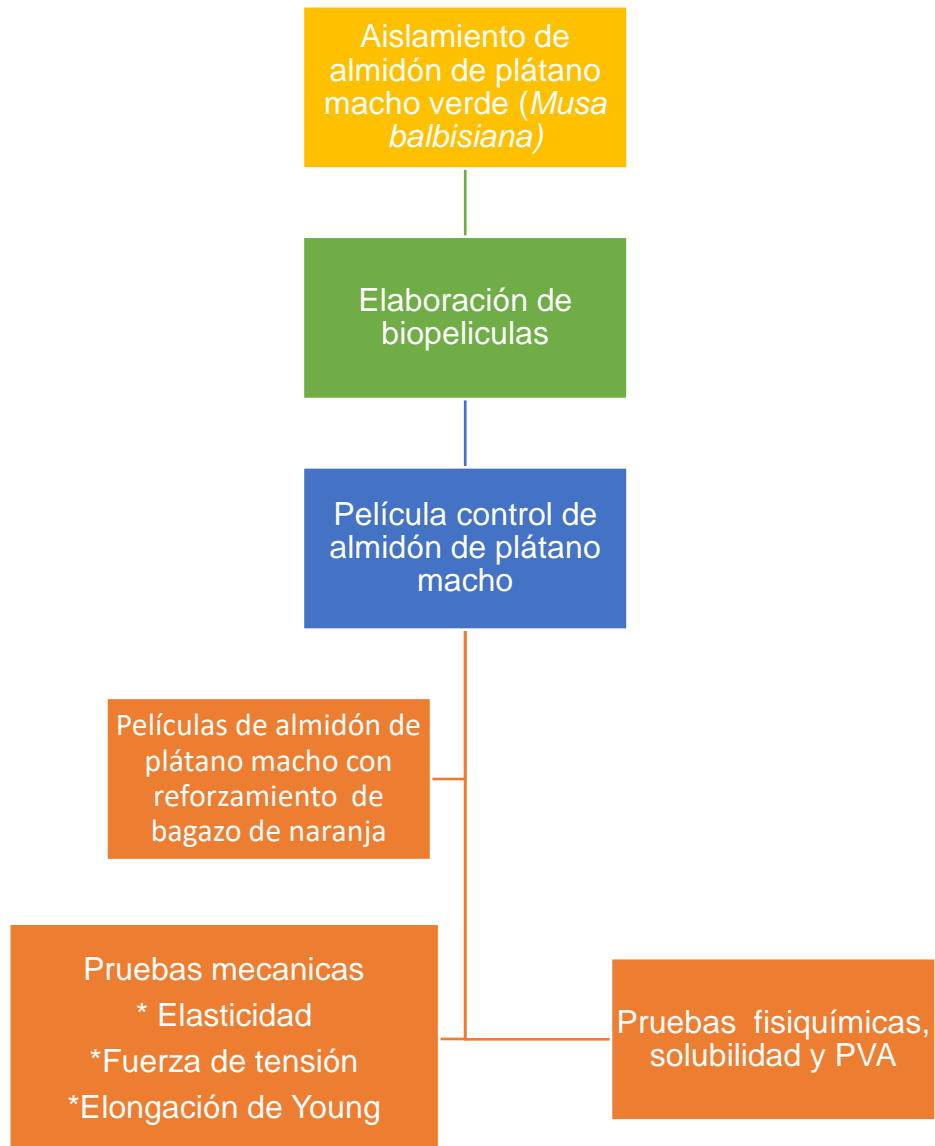 Aislamiento de
almidón de plátano
macho verde (Musa
balbisiana)
Elaboración de
biopeliculas
Película control de
almidón de plátano
macho
Películas de almidón de
plátano macho con
reforzamiento de
bagazo de naranja
Pruebas mecanicas
* Elasticidad
*Fuerza de tensión
*Elongación de Young
Pruebas fisiquímicas,
solubilidad y PVA